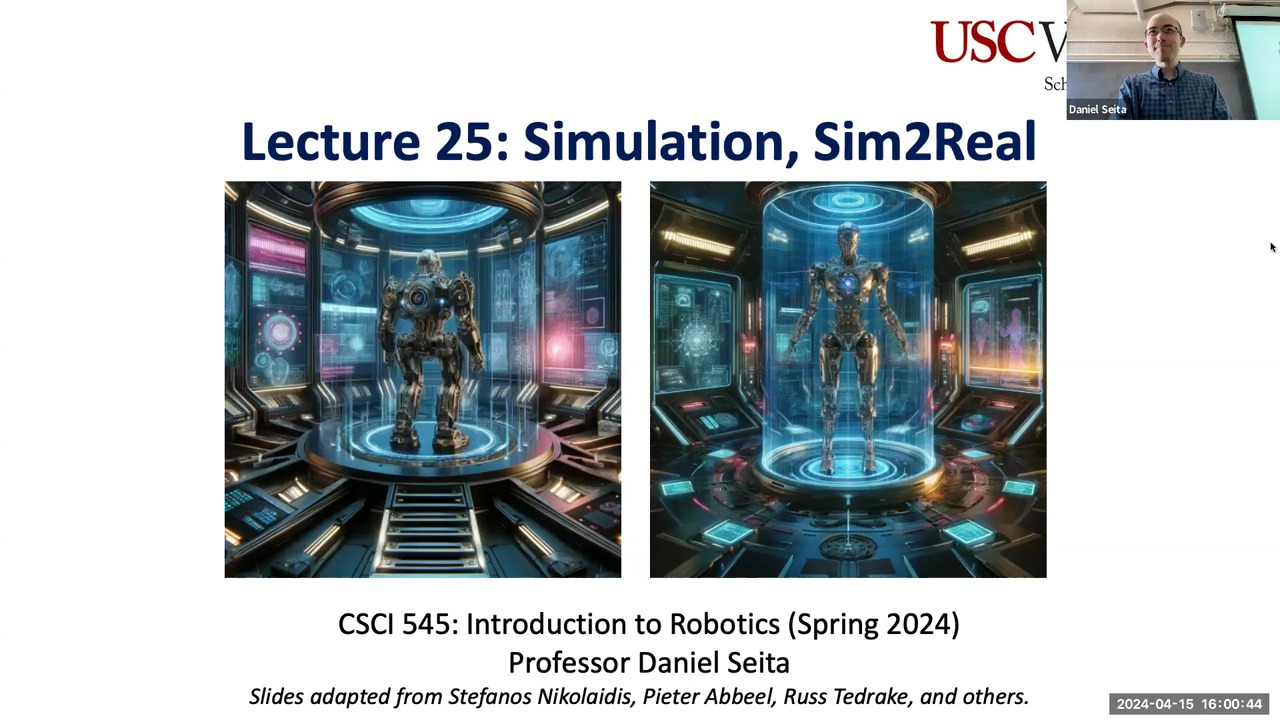 USC
Sch
Daniel Seita
Lecture 25: Simulation, Sim2Real
CSCI 545: Introduction to Robotics (Spring 2024)
Professor Daniel Seita
Slides adapted from Stefanos Nikolaidis, Pieter Abbeel, Russ Tedrake, and others.
2024-04-15 16:00:44